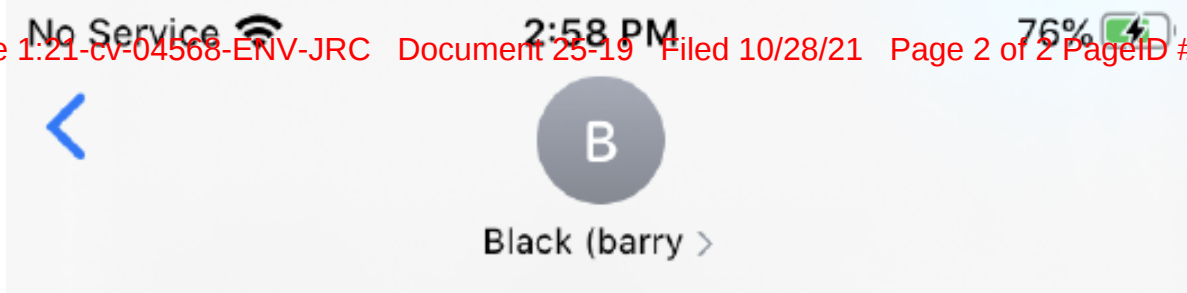 No Service 2:58 PM 76%
e 1:21-cv-04568-ENV-JRC Document 25-19 Filed 10/28/21 Page 2 of 2 PageID #
B
Black (barry >